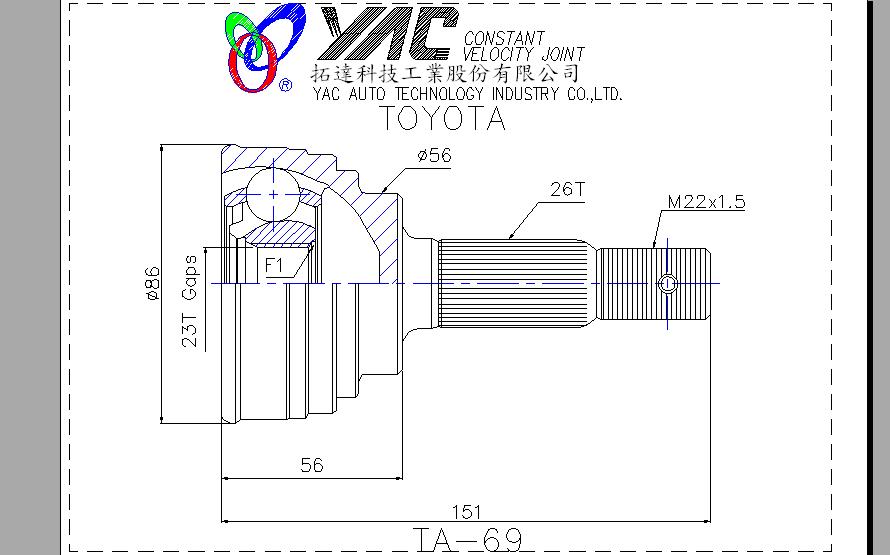 YAC CONSTANT
VELOCITY JOINT
拓達科技工業股份有限公司
® YAC AUTO TECHNOLOGY INDUSTRY CO.,LTD.
TOYOTA
ø56
26T
M22x1.5
F1
ø86
23T Gaps
56
151
TA-69